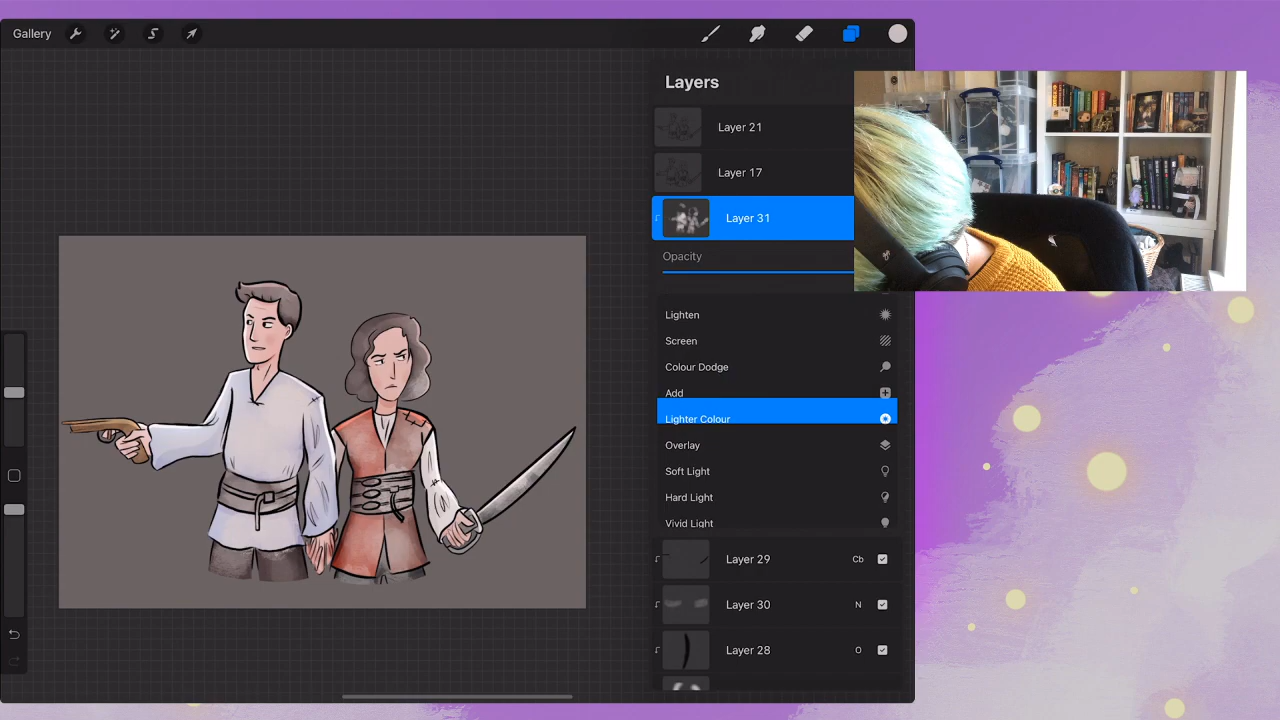 Gallery
Layers
Layer 21
Layer 17
Layer 31
Opacity
Lighten
Screen
Colour Dodge
Add
Lighter Colour
Overlay
Soft Light
Hard Light
Vivid Light
Layer 29 Cb
Layer 30 N
Layer 28 O